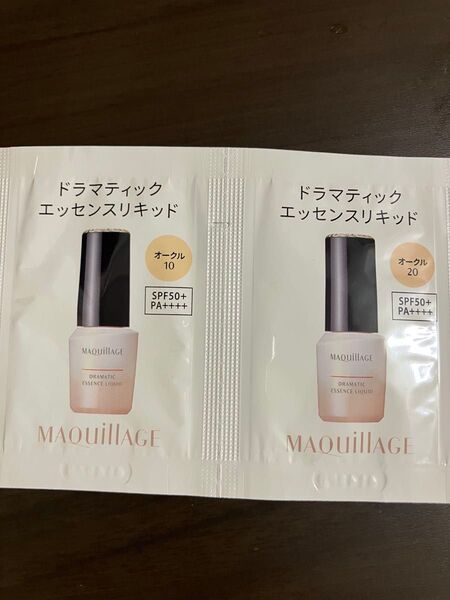 ドラマティック
エッセンスリキッド
オークル
10
SPF50+
PA++++
MAQUillAGE
DRAMATIC
ESSENCE LIQUID
MAQUillAGE
ドラマティック
エッセンスリキッド
オークル
20
SPF50+
PA++++
MAQUillAGE
DRAMATIC
ESSENCE LIQUID
MAQUillAGE